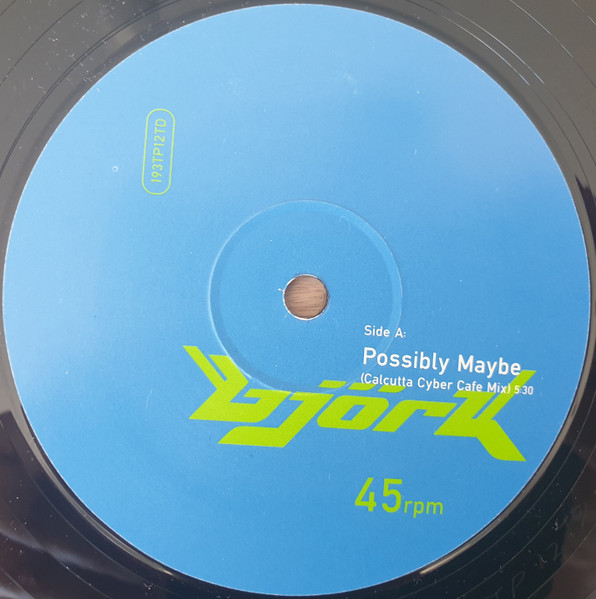 193TP12TD
Side A:
Possibly Maybe
(Calcutta Cyber Cafe Mix) 5:30
björk
45rpm